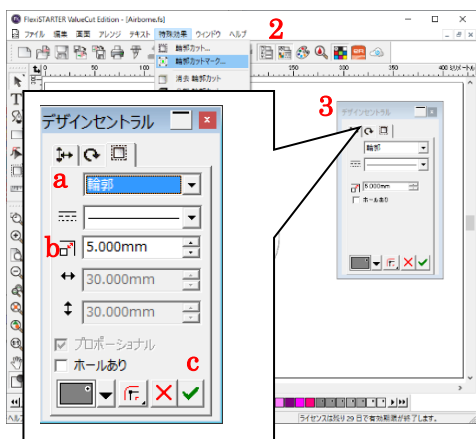 FlexiSTARTER ValueCut Edition - [Airborne.fs]
ファイル 編集 画面 アレンジ テキスト 特殊効果 ウィンドウ ヘルプ
2
輪郭カット...
輪郭カットマーク...
消去 輪郭カット
50
100
250
300
350
400
3
デザインセントラル
輪郭
5.000mm
ホールあり
デザインセントラル
a
輪郭
b
5.000mm
30.000mm
30.000mm
プロポーショナル
ホールあり
c
ライセンスは残り 29 日で有効期限が終了します。